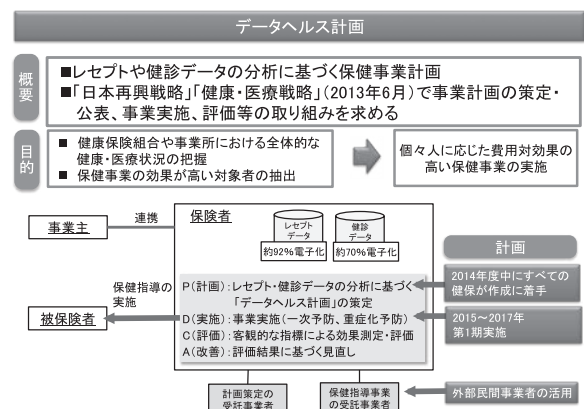 データヘルス計画
概要
■レセプトや健診データの分析に基づく保健事業計画
■「日本再興戦略」「健康・医療戦略」(2013年6月)で事業計画の策定・
公表、事業実施、評価等の取り組みを求める
目的
■ 健康保険組合や事業所における全体的な
健康・医療状況の把握
■ 保健事業の効果が高い対象者の抽出
個々人に応じた費用対効果の
高い保健事業の実施
事業主
連携
保険者
レセプト
データ
約92%電子化
健診
データ
約70%電子化
計画
保健指導の
実施
被保険者
P(計画):レセプト・健診データの分析に基づく
「データヘルス計画」の策定
D(実施):事業実施(一次予防、重症化予防)
C(評価):客観的な指標による効果測定・評価
A(改善):評価結果に基づく見直し
2014年度中にすべての
健保が作成に着手
2015~2017年
第1期実施
計画策定の
受託事業者
保健指導事業
の受託事業者
外部民間事業者の活用